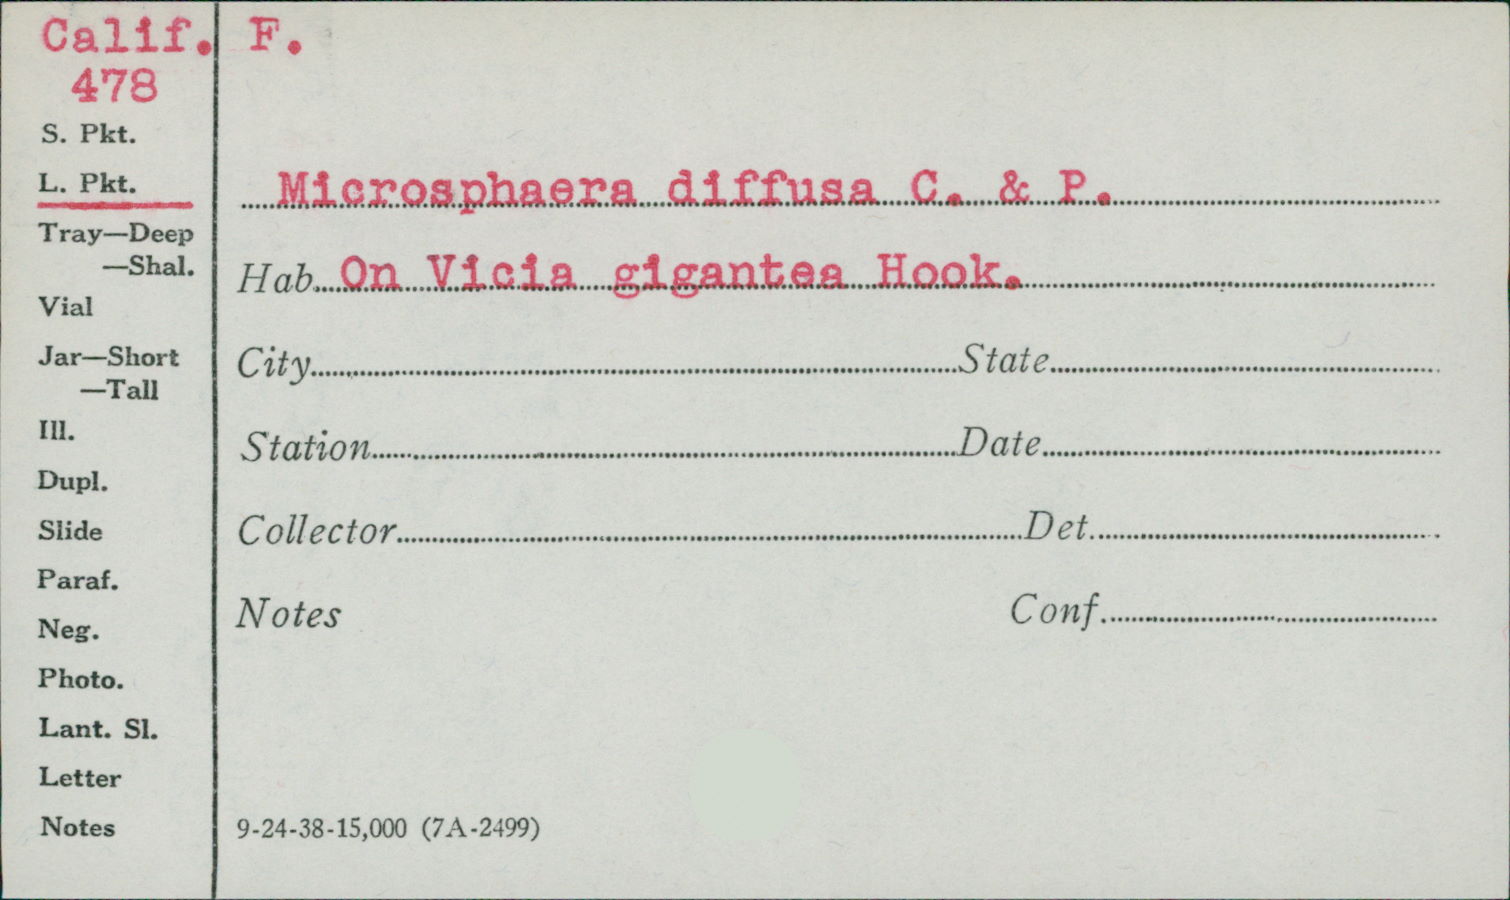 Calif. F.
478
S. Pkt.
L. Pkt.
Microsphaera diffusa C. & P.
Tray—Deep
—Shal.
Hab. On Vicia gigantea Hook.
Vial
Jar—Short
—Tall
City State
Ill.
Station Date
Dupl.
Slide
Collector Det.
Paraf.
Neg.
Notes Conf.
Photo.
Lant. Sl.
Letter
Notes
9-24-38-15,000 (7A-2499)